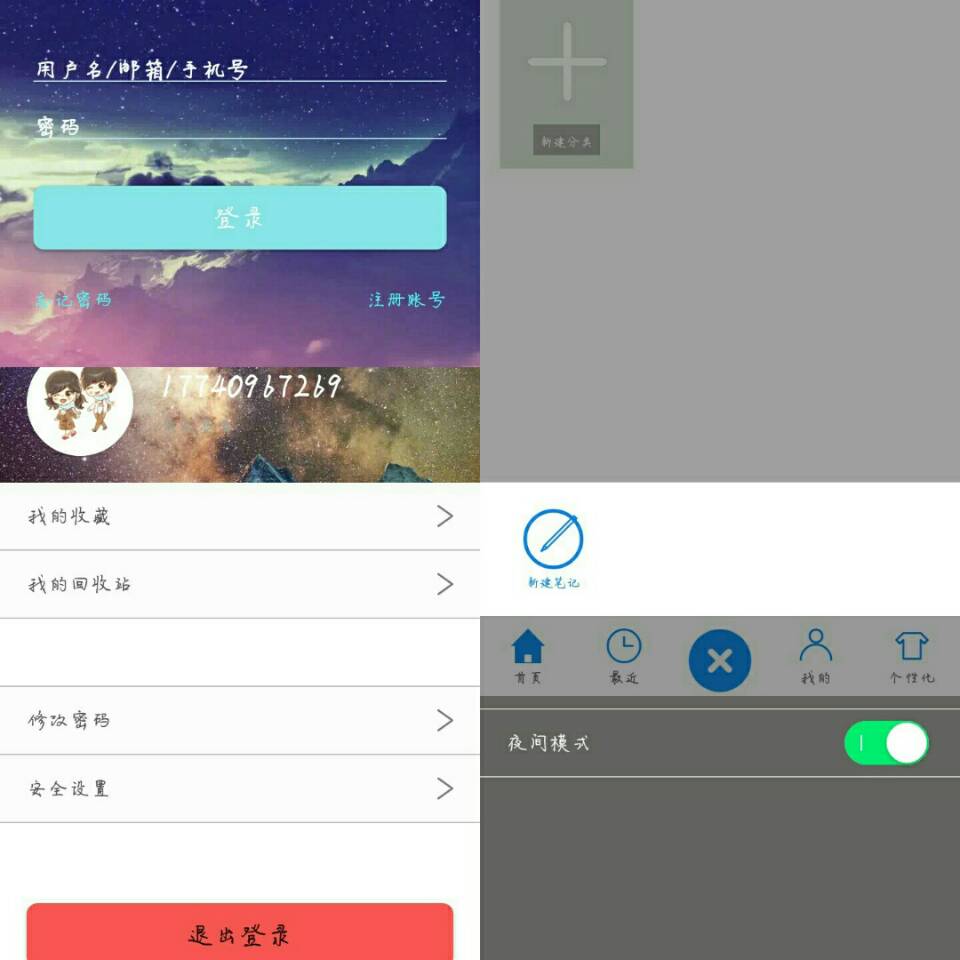 用户名/邮箱/手机号
密码
登录
忘记密码
注册账号
17740967269
我的收藏
我的回收站
修改密码
安全设置
退出登录
新建分类
新建笔记
首页
最近
我的
个性化
夜间模式